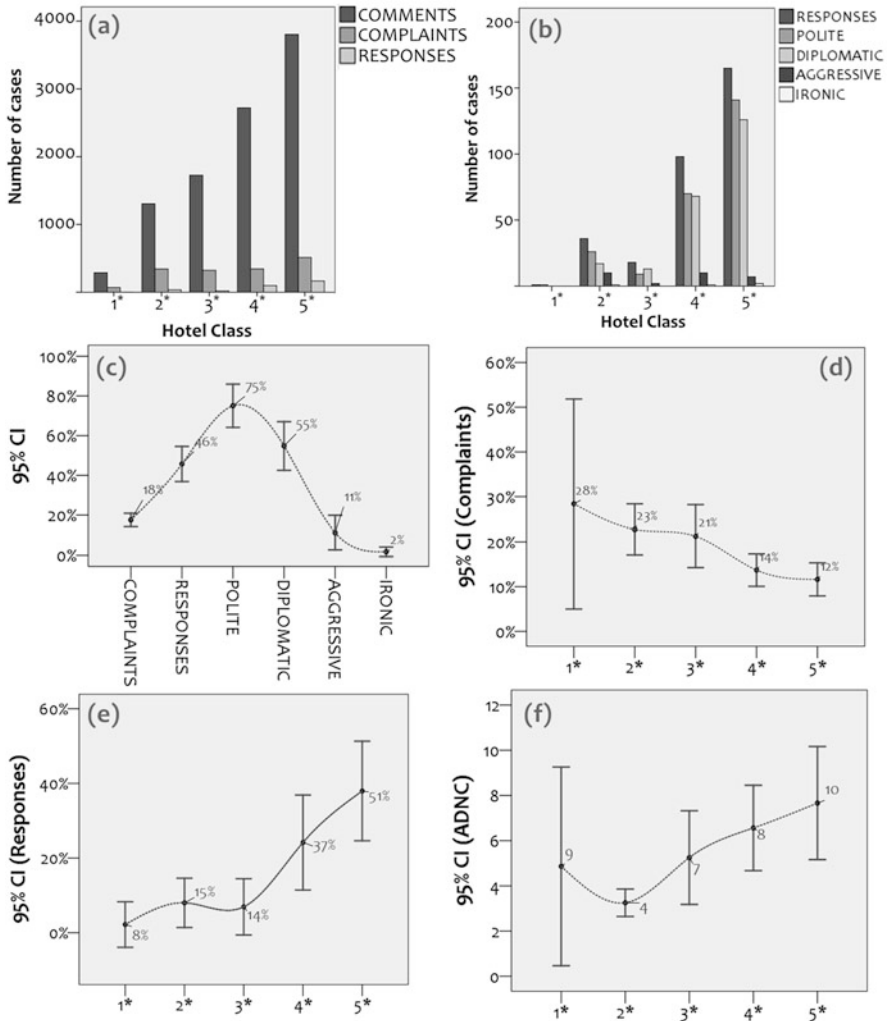 (a)
COMMENTS
COMPLAINTS
RESPONSES
Number of cases
4000
3000
2000
1000
1* 2* 3* 4* 5*
Hotel Class
(b)
RESPONSES
POLITE
DIPLOMATIC
AGGRESSIVE
IRONIC
Number of cases
200
150
100
50
1* 2* 3* 4* 5*
Hotel Class
(c)
95% CI
100%
80%
60%
40%
20%
0%
18%
46%
75%
55%
11%
2%
COMPLAINTS
RESPONSES
POLITE
DIPLOMATIC
AGGRESSIVE
IRONIC
(d)
95% CI (Complaints)
60%
50%
40%
30%
20%
10%
0%
28%
23%
21%
14%
12%
1* 2* 3* 4* 5*
(e)
95% CI (Responses)
60%
40%
20%
0%
8%
15%
14%
37%
51%
1* 2* 3* 4* 5*
(f)
95% CI (ADNC)
12
10
8
6
4
2
0
9
4
7
8
10
1* 2* 3* 4* 5*